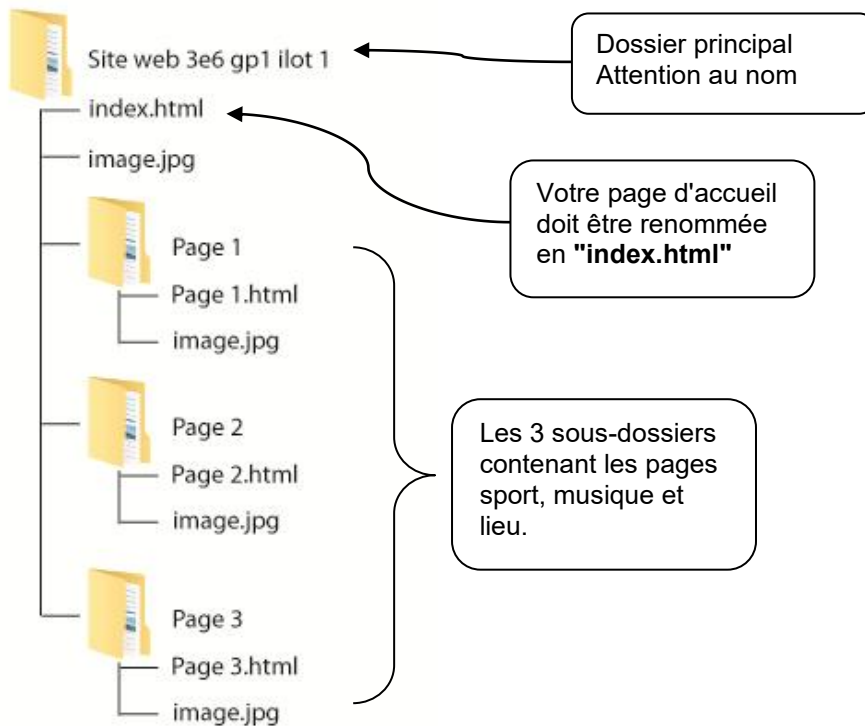 Site web 3e6 gp1 ilot 1
Dossier principal
Attention au nom
index.html
image.jpg
Votre page d'accueil
doit être renommée
en "index.html"
Page 1
Page 1.html
image.jpg
Page 2
Page 2.html
image.jpg
Les 3 sous-dossiers
contenant les pages
sport, musique et
lieu.
Page 3
Page 3.html
image.jpg